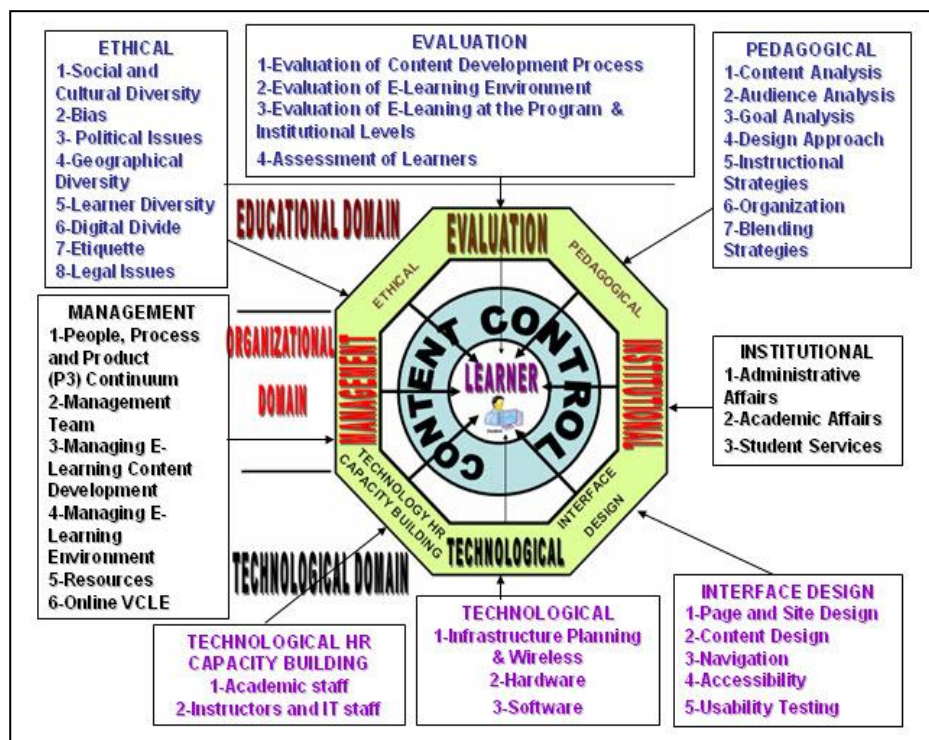 ETHICAL
1-Social and
Cultural Diversity
2-Bias
3- Political Issues
4-Geographical
Diversity
5-Learner Diversity
6-Digital Divide
7-Etiquette
8-Legal Issues
EVALUATION
1-Evaluation of Content Development Process
2-Evaluation of E-Learning Environment
3-Evaluation of E-Leaning at the Program &
Institutional Levels
4-Assessment of Learners
PEDAGOGICAL
1-Content Analysis
2-Audience Analysis
3-Goal Analysis
4-Design Approach
5-Instructional
Strategies
6-Organization
7-Blending
Strategies
EDUCATIONAL DOMAIN
ORGANIZATIONAL
DOMAIN
TECHNOLOGICAL DOMAIN
EVALUATION
ETHICAL
PEDAGOGICAL
MANAGEMENT
INSTITUTIONAL
CONTENT CONTROL
LEARNER
TECHNOLOGY HR
CAPACITY BUILDING
TECHNOLOGICAL
INTERFACE
DESIGN
MANAGEMENT
1-People, Process
and Product
(P3) Continuum
2-Management
Team
3-Managing E-
Learning Content
Development
4-Managing E-
Learning
Environment
5-Resources
6-Online VCLE
INSTITUTIONAL
1-Administrative
Affairs
2-Academic Affairs
3-Student Services
TECHNOLOGICAL HR
CAPACITY BUILDING
1-Academic staff
2-Instructors and IT staff
TECHNOLOGICAL
1-Infrastructure Planning
& Wireless
2-Hardware
3-Software
INTERFACE DESIGN
1-Page and Site Design
2-Content Design
3-Navigation
4-Accessibility
5-Usability Testing